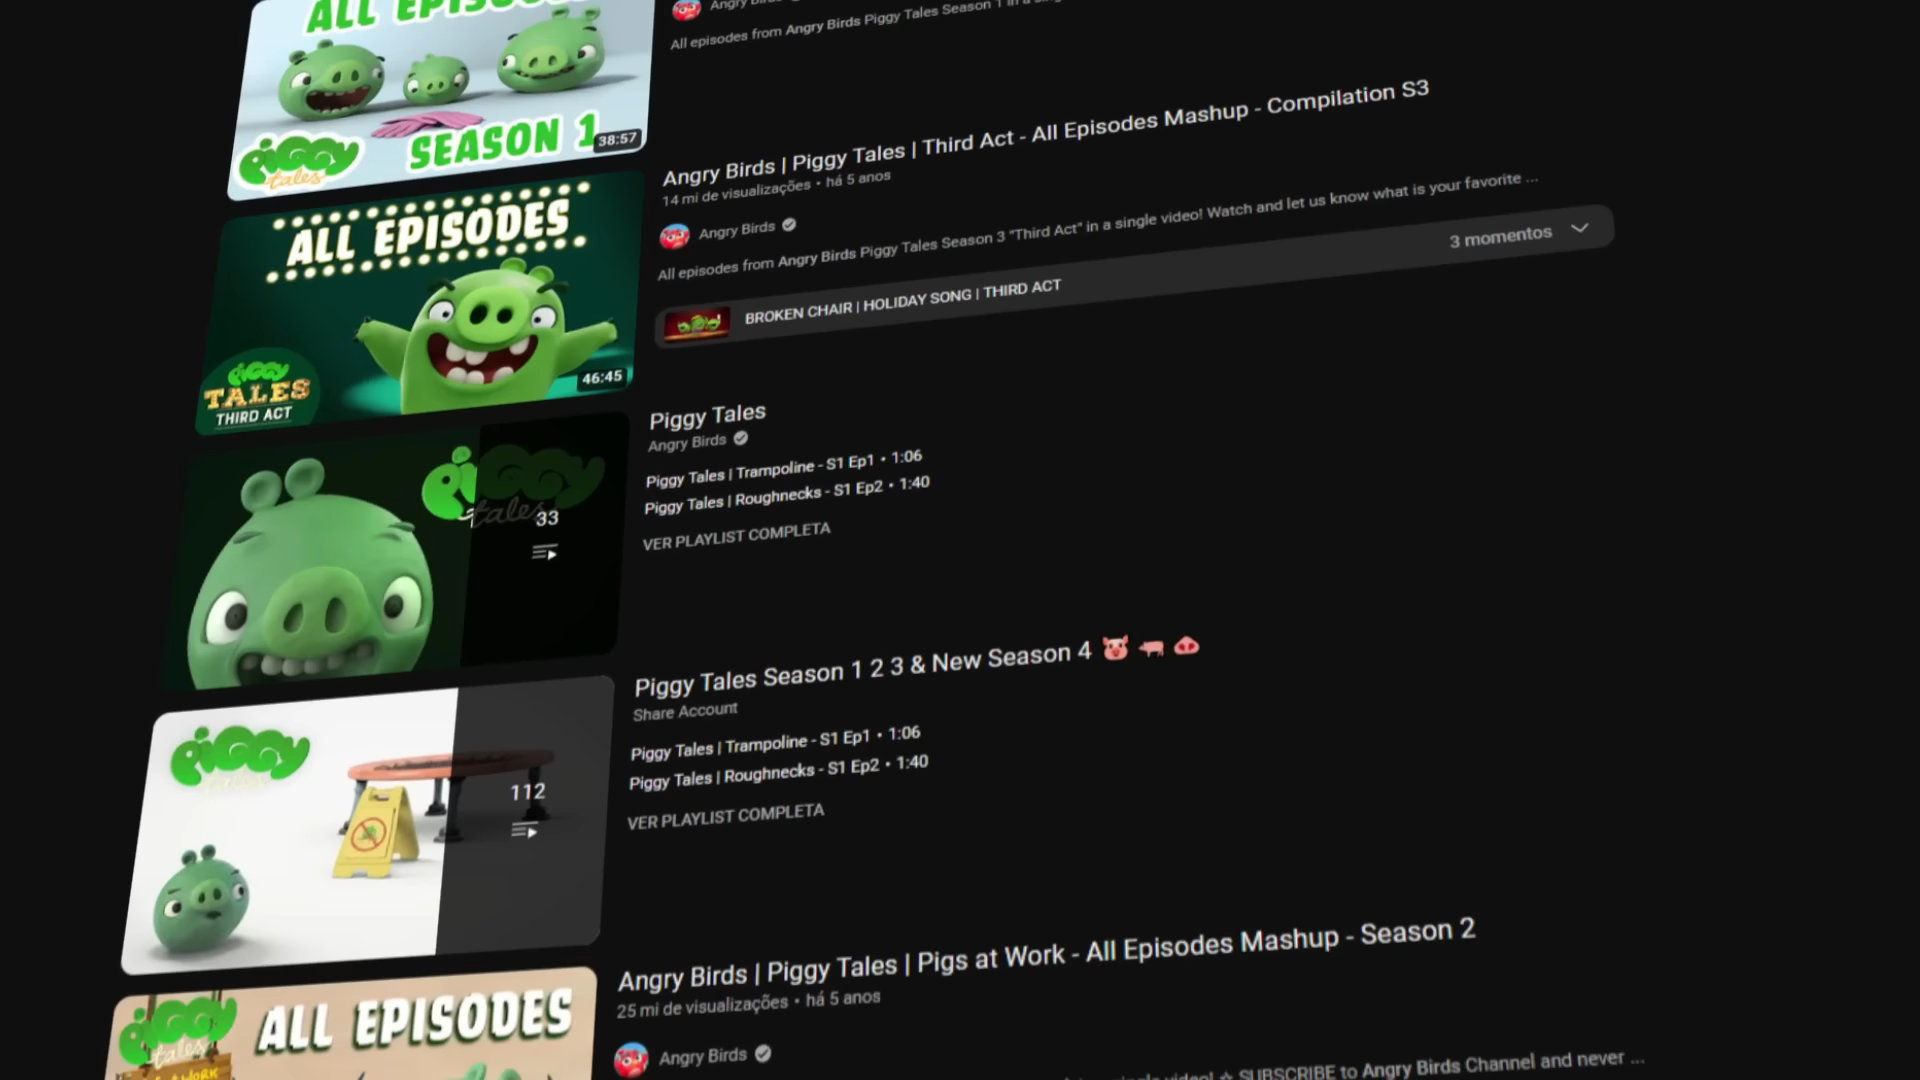 ALL EPISODES
SEASON 1
38:57
piggy
tales
Angry
All episodes from Angry Birds Piggy Tales Season 1 in a
ALL EPISODES
piggy
TALES
THIRD ACT
46:45
Angry Birds | Piggy Tales | Third Act - All Episodes Mashup - Compilation S3
14 mi de visualizações • há 5 anos
Angry Birds
All episodes from Angry Birds Piggy Tales Season 3 "Third Act" in a single video! Watch and let us know what is your favorite ...
BROKEN CHAIR | HOLIDAY SONG | THIRD ACT
3 momentos
piggy
tales
33
Piggy Tales
Angry Birds
Piggy Tales | Trampoline - S1 Ep1 • 1:06
Piggy Tales | Roughnecks - S1 Ep2 • 1:40
VER PLAYLIST COMPLETA
piggy
tales
112
Piggy Tales Season 1 2 3 & New Season 4 🐷 🐖 🐽
Share Account
Piggy Tales | Trampoline - S1 Ep1 • 1:06
Piggy Tales | Roughnecks - S1 Ep2 • 1:40
VER PLAYLIST COMPLETA
piggy
tales
WORK
ALL EPISODES
Angry Birds | Piggy Tales | Pigs at Work - All Episodes Mashup - Season 2
25 mi de visualizações • há 5 anos
Angry Birds
single video! ☆ SUBSCRIBE to Angry Birds Channel and never ...